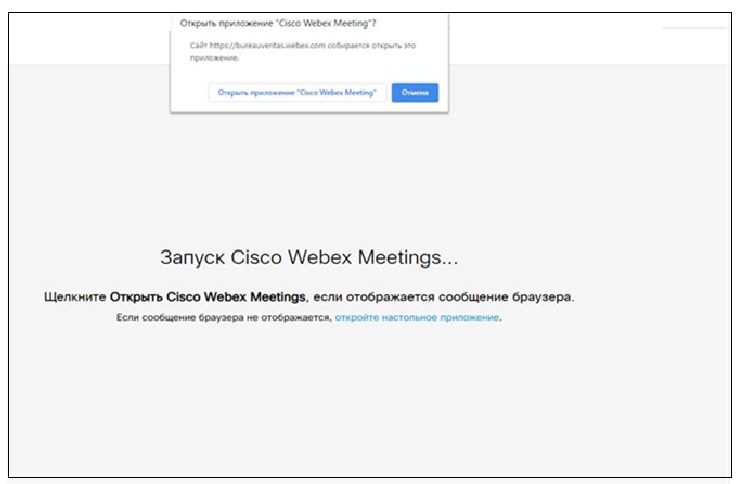 Открыть приложение "Cisco Webex Meeting"?
Сайт https://bureauveritas.webex.com собирается открыть это
приложение.
Открыть приложение "Cisco Webex Meeting" Отмена
Запуск Cisco Webex Meetings...
Щелкните Открыть Cisco Webex Meetings, если отображается сообщение браузера.
Если сообщение браузера не отображается, откройте настольное приложение.